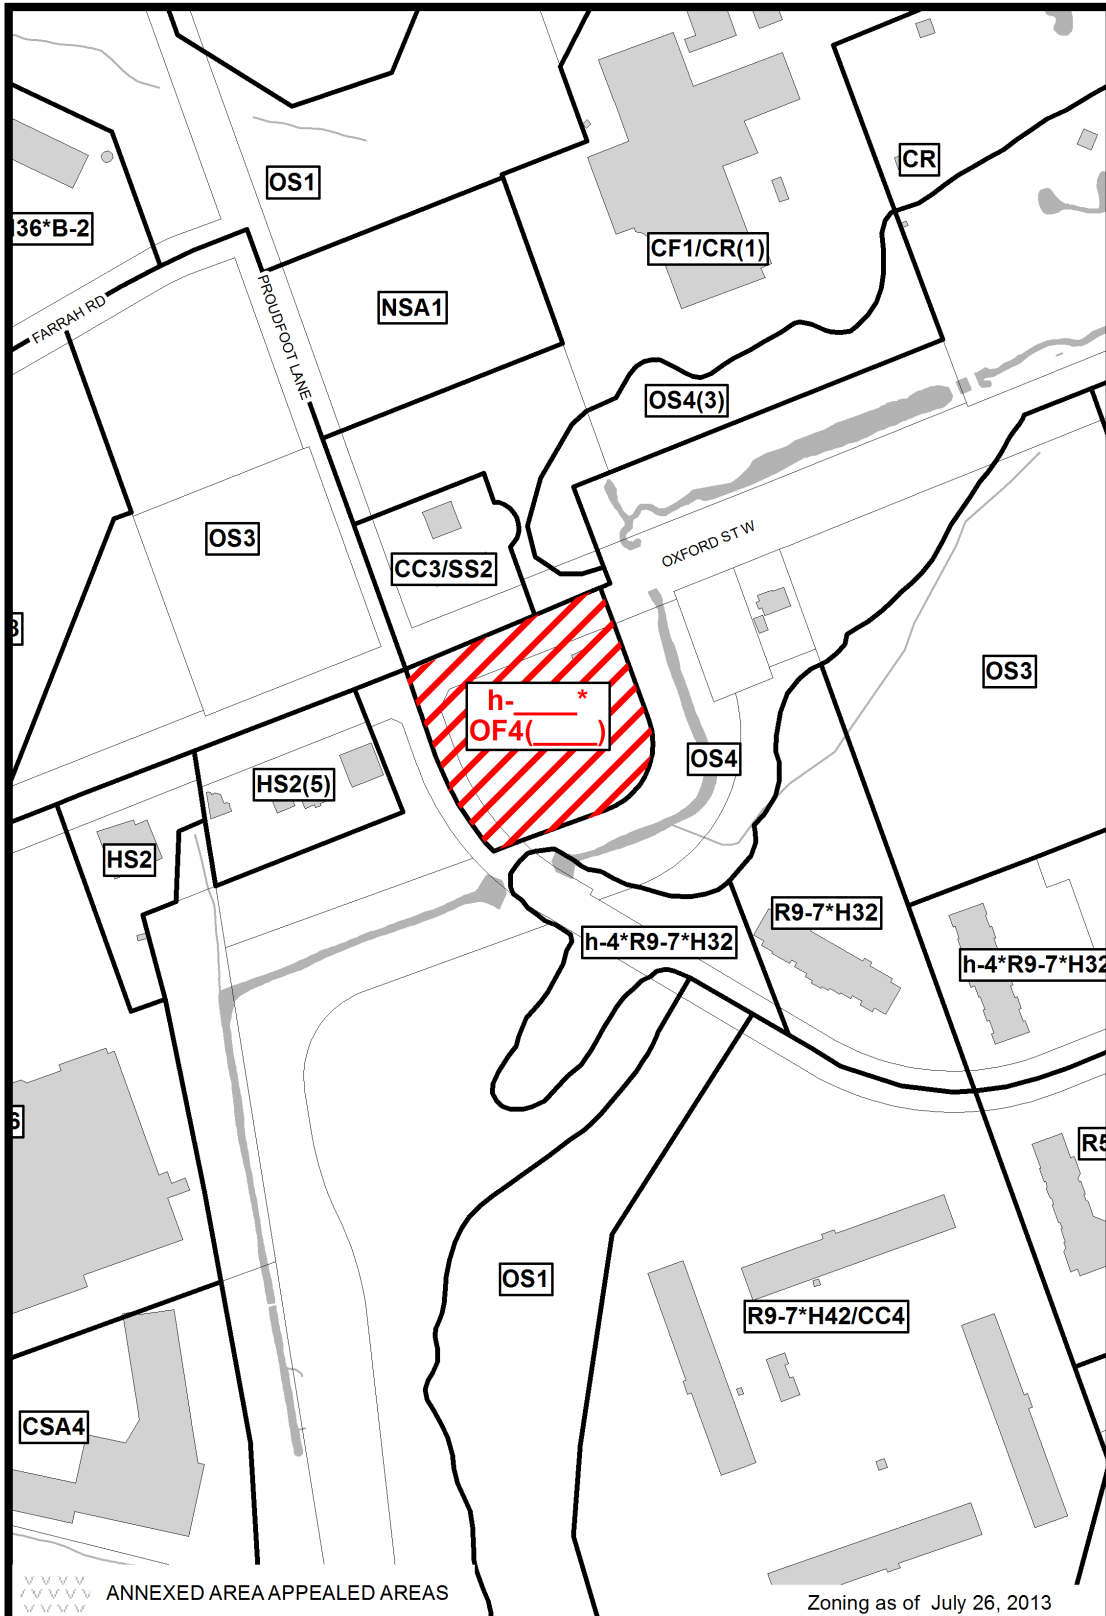 OS1
CR
36*B-2
CF1/CR(1)
FARRAH RD
PROUDFOOT LANE
NSA1
OS4(3)
OS3
OXFORD ST W
CC3/SS2
OS3
h-____*
OF4(____)
OS4
HS2(5)
HS2
R9-7*H32
h-4*R9-7*H32
h-4*R9-7*H32
R5
OS1
R9-7*H42/CC4
CSA4
ANNEXED AREA APPEALED AREAS
Zoning as of July 26, 2013